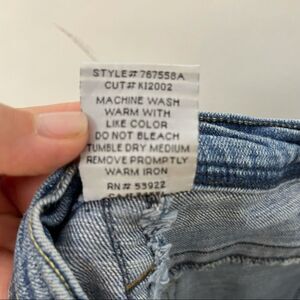 STYLE# 767558A
CUT# KI2002
MACHINE WASH
WARM WITH
LIKE COLOR
DO NOT BLEACH
TUMBLE DRY MEDIUM
REMOVE PROMPTLY
WARM IRON
RN# 53922